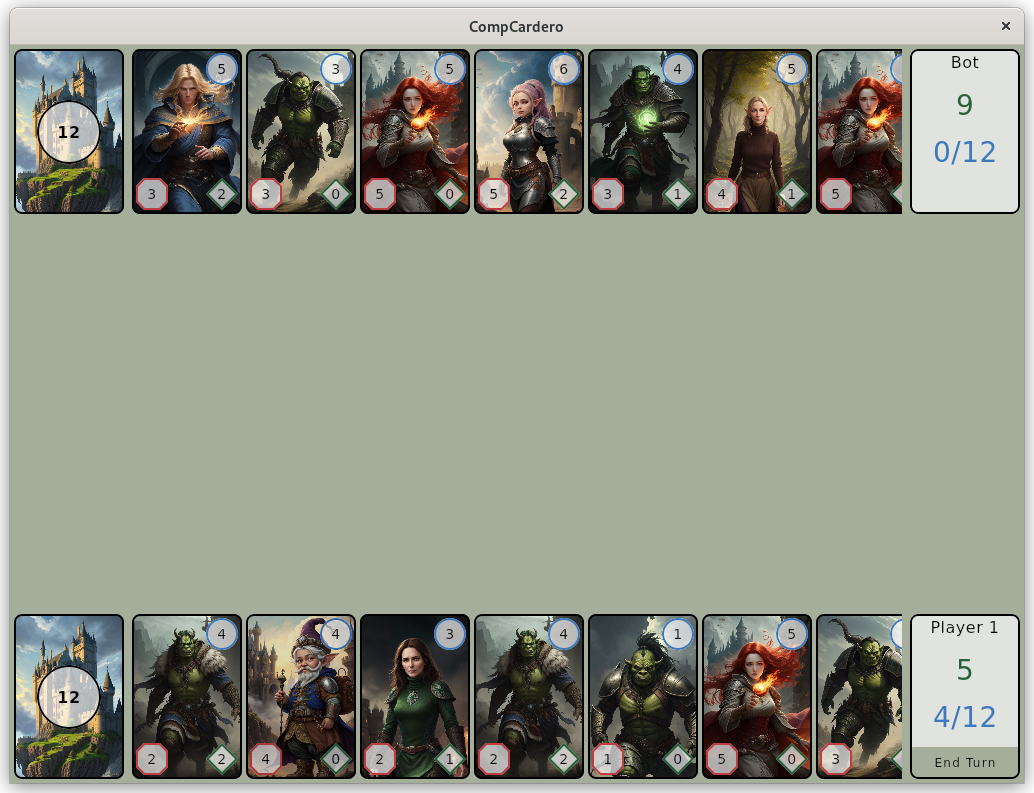 CompCardero ×
12
5 3 5 6 4 5
3 2 3 0 5 0 5 2 3 1 4 1 5
Bot
9
0/12
12
4 4 3 4 1 5
2 2 4 0 2 1 2 2 1 0 5 0 3
Player 1
5
4/12
End Turn